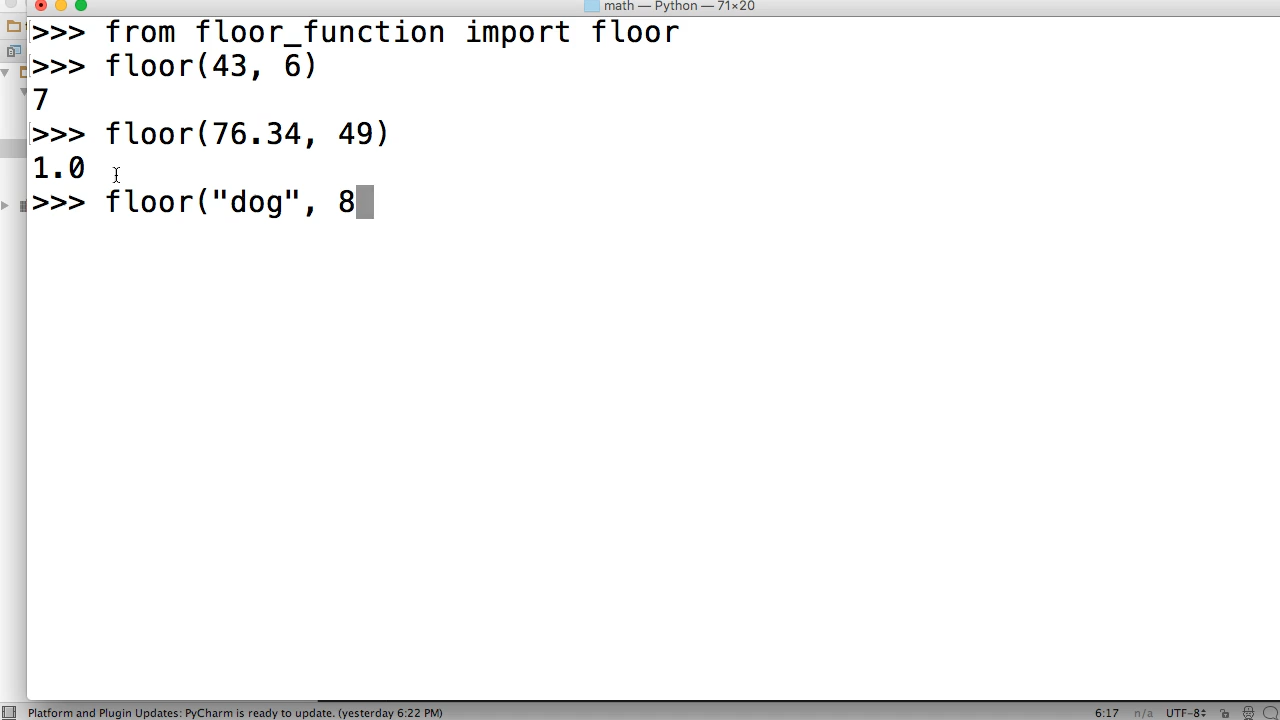 math — Python — 71×20
>>> from floor_function import floor
>>> floor(43, 6)
7
>>> floor(76.34, 49)
1.0
>>> floor("dog", 8
Platform and Plugin Updates: PyCharm is ready to update. (yesterday 6:22 PM)
6:17 n/a UTF-8